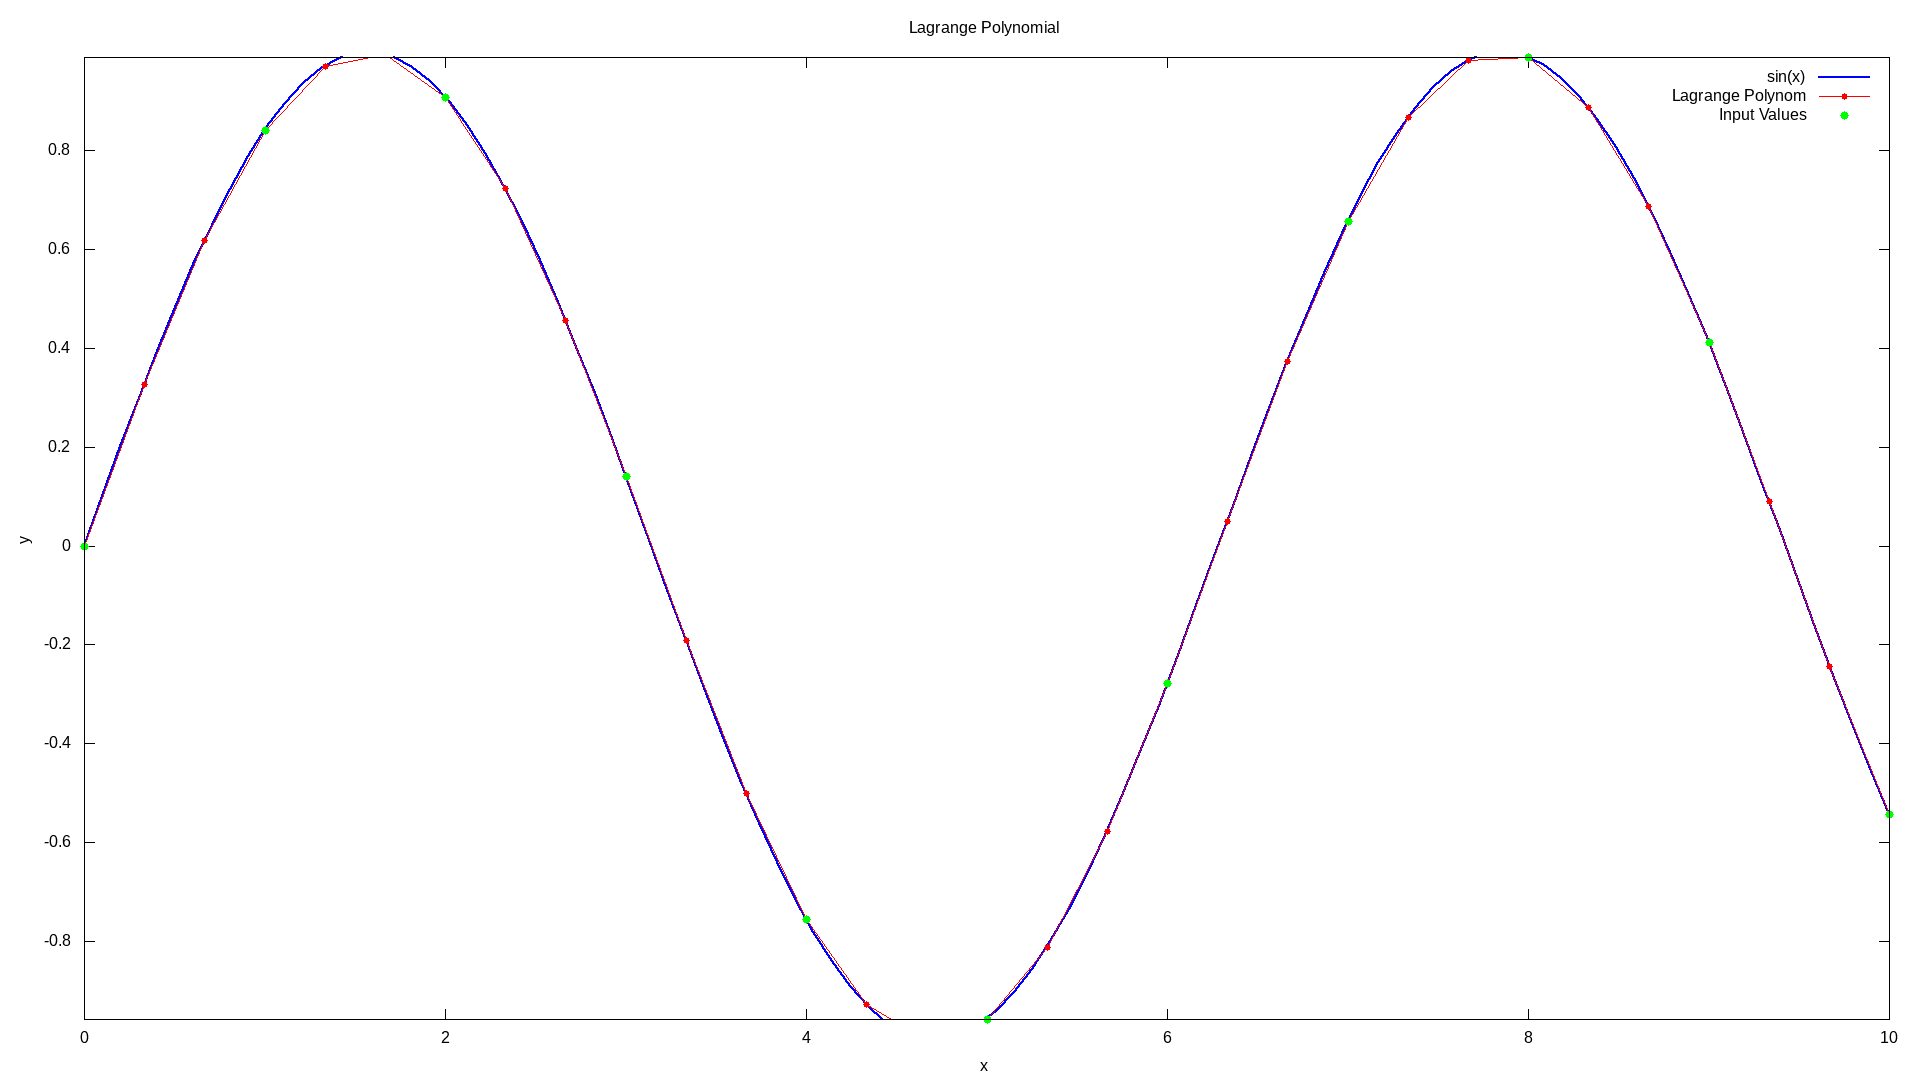 Lagrange Polynomial
sin(x)
Lagrange Polynom
Input Values
0.8
0.6
0.4
0.2
0
-0.2
-0.4
-0.6
-0.8
y
0 2 4 6 8 10
x